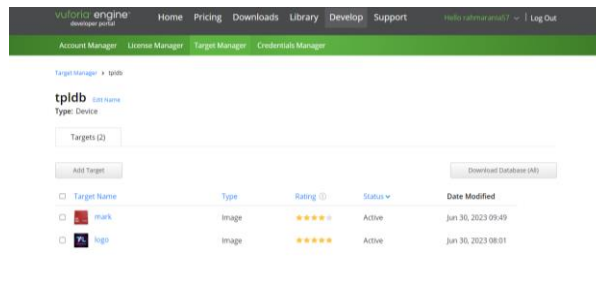 vuforia engine™ Home Pricing Downloads Library Develop Support Hello rahmarania57 Log Out
developer portal
Account Manager License Manager Target Manager Credentials Manager
Target Manager > tpldb
tpldb Edit Name
Type: Device
Targets (2)
Add Target Download Database (All)
Target Name Type Rating Status Date Modified
mark Image Active Jun 30, 2023 09:49
logo Image Active Jun 30, 2023 08:01